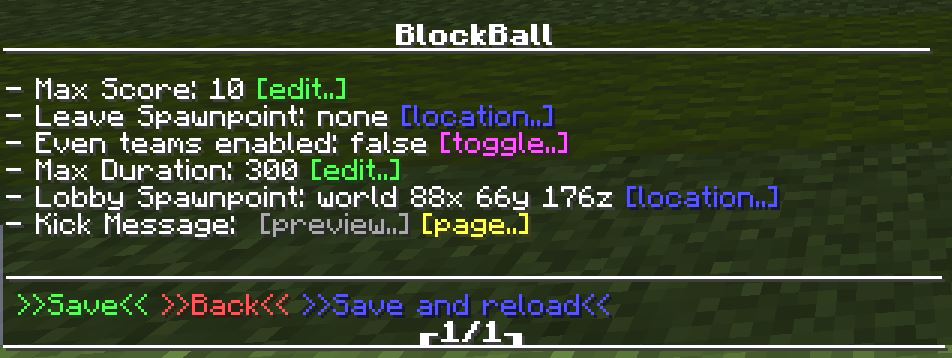 BlockBall
- Max Score: 10 [edit..]
- Leave Spawnpoint: none [location..]
- Even teams enabled: false [toggle..]
- Max Duration: 300 [edit..]
- Lobby Spawnpoint: world 88x 66y 176z [location..]
- Kick Message: [preview..] [page..]
>>Save<< >>Back<< >>Save and reload<<
┏1/1┓